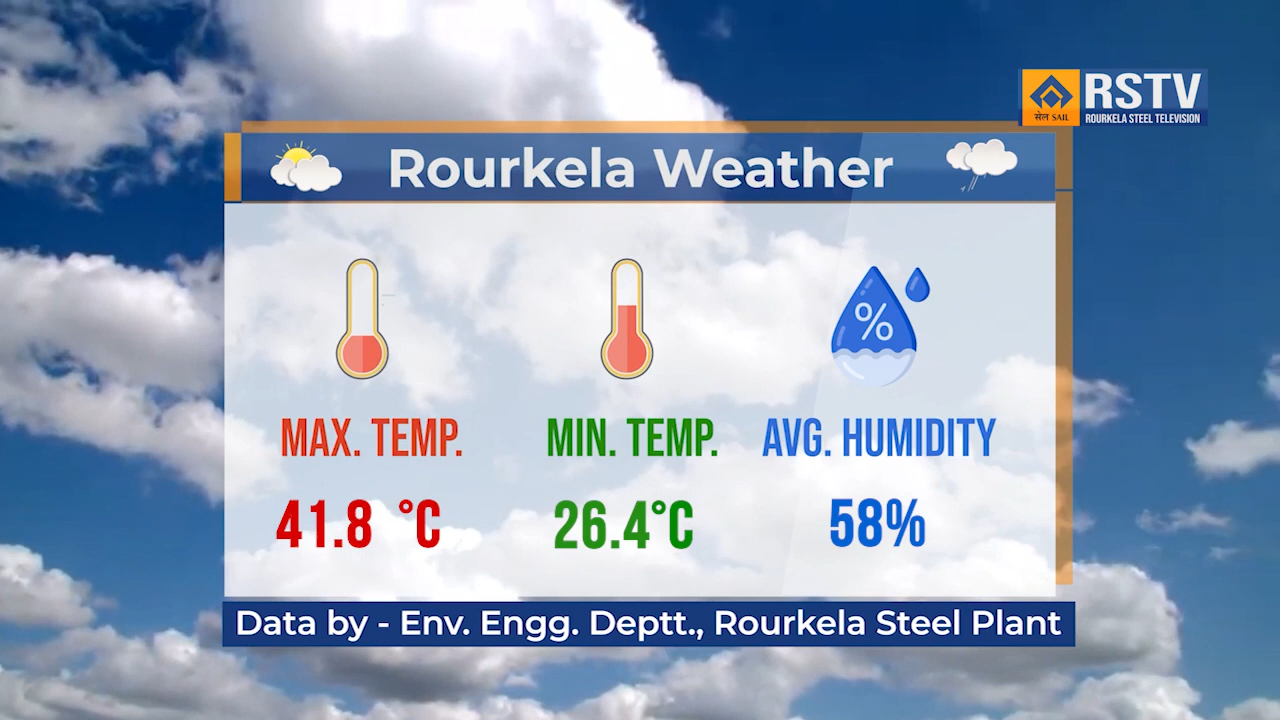 RSTV
सेल SAIL
ROURKELA STEEL TELEVISION
Rourkela Weather
%
MAX. TEMP.
MIN. TEMP.
AVG. HUMIDITY
41.8 °C
26.4°C
58%
Data by - Env. Engg. Deptt., Rourkela Steel Plant